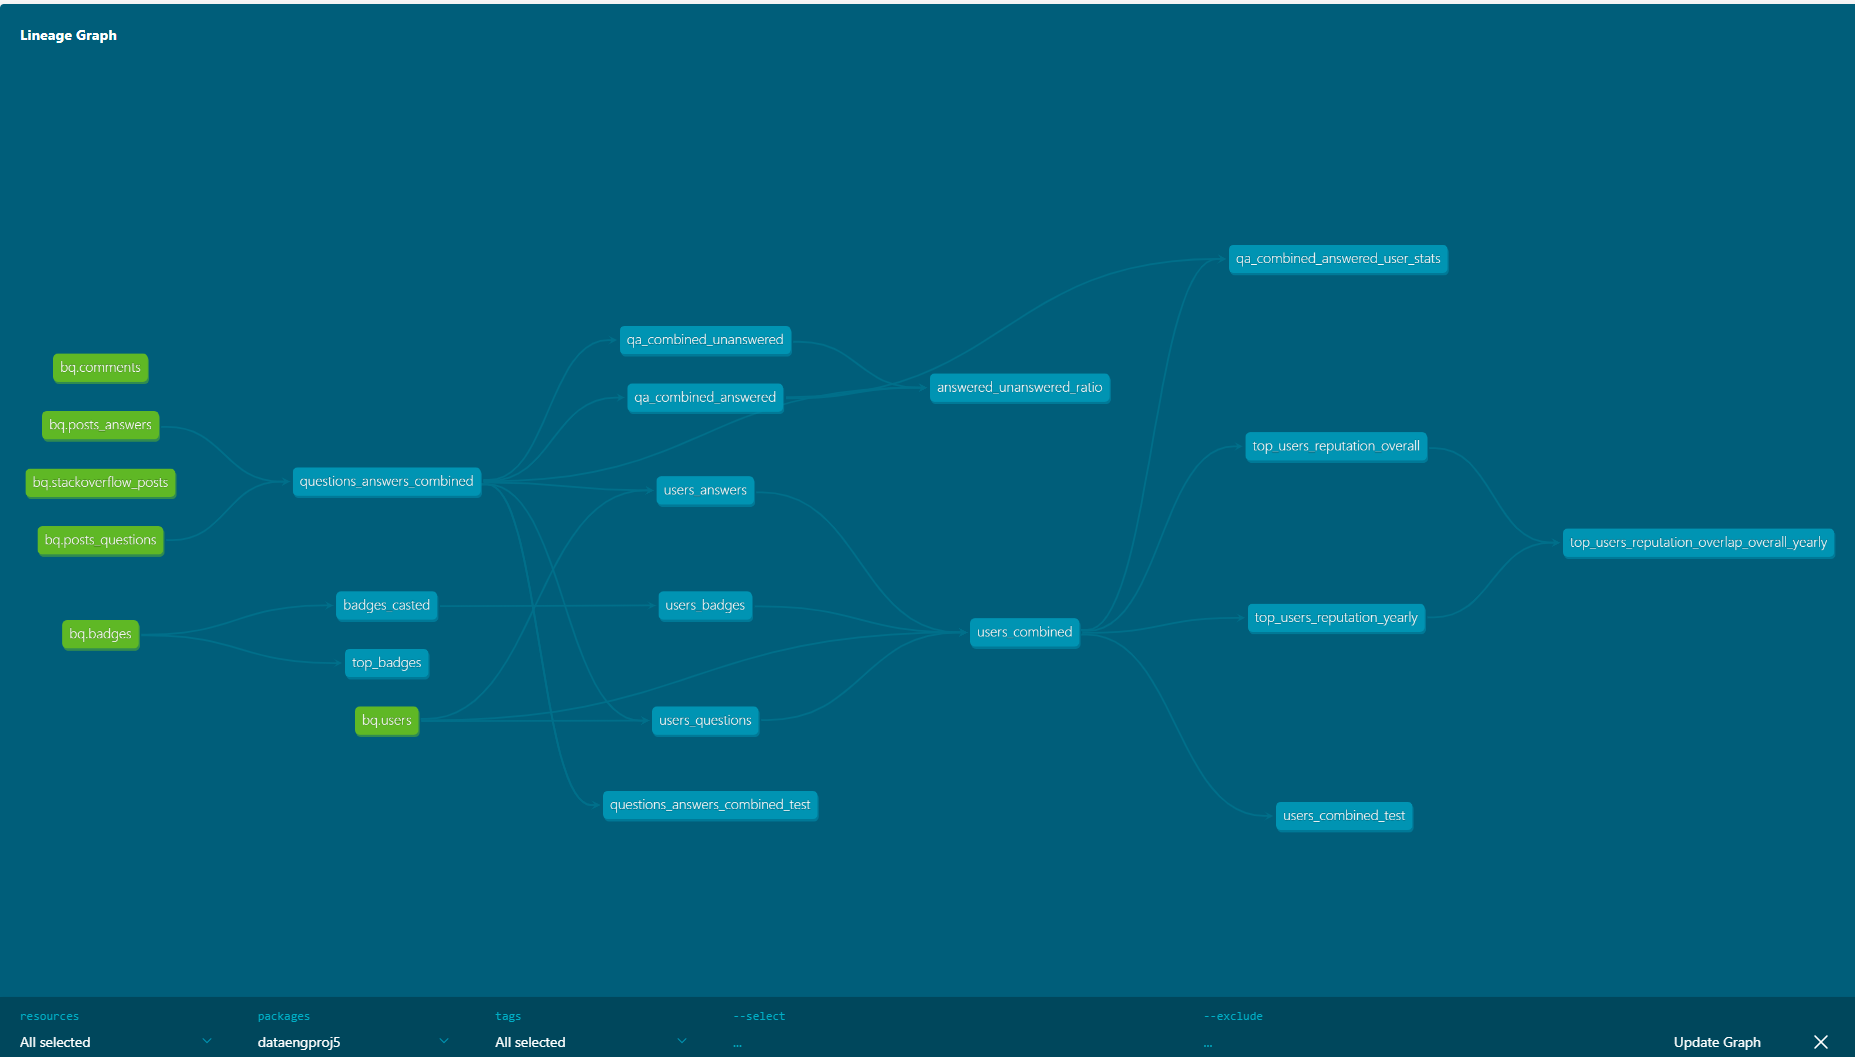 Lineage Graph
qa_combined_answered_user_stats
qa_combined_unanswered
bq.comments
answered_unanswered_ratio
qa_combined_answered
bq.posts_answers
top_users_reputation_overall
questions_answers_combined
bq.stackoverflow_posts
users_answers
bq.posts_questions
top_users_reputation_overlap_overall_yearly
badges_casted
users_badges
top_users_reputation_yearly
bq.badges
users_combined
top_badges
bq.users
users_questions
questions_answers_combined_test
users_combined_test
resources
packages
tags
--select
--exclude
All selected
dataengproj5
All selected
...
...
Update Graph